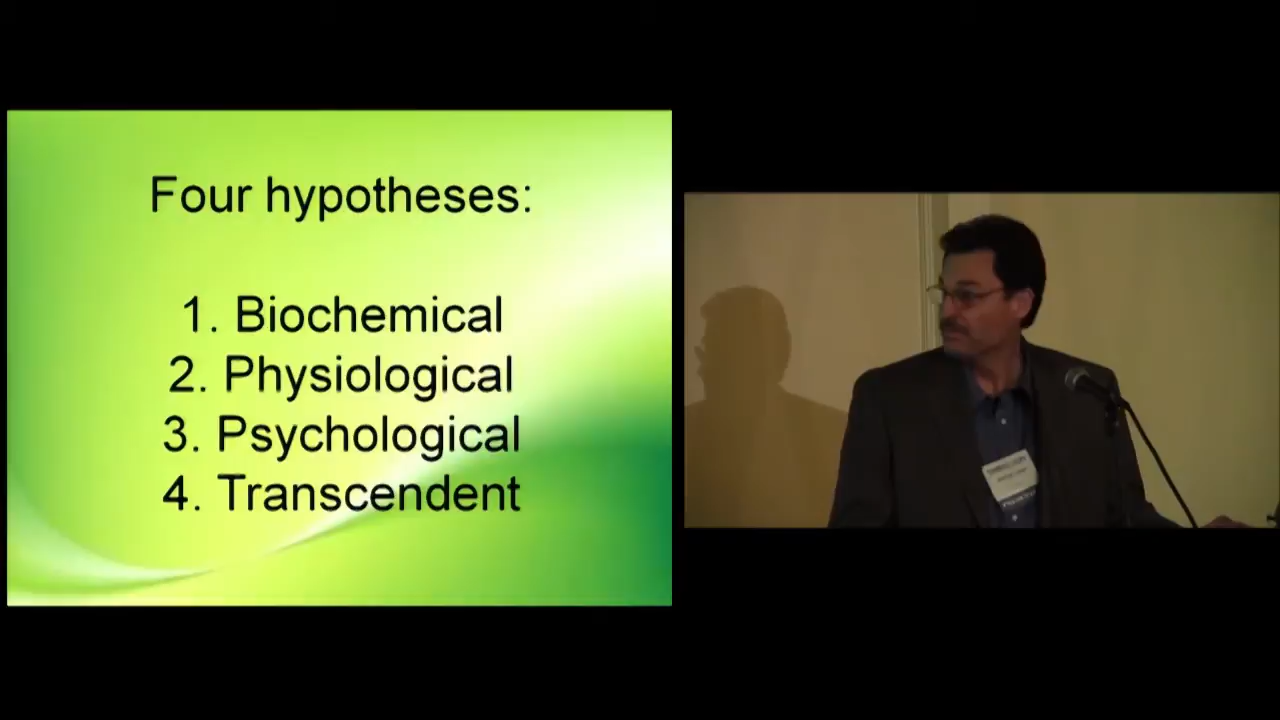 Four hypotheses:
1. Biochemical
2. Physiological
3. Psychological
4. Transcendent